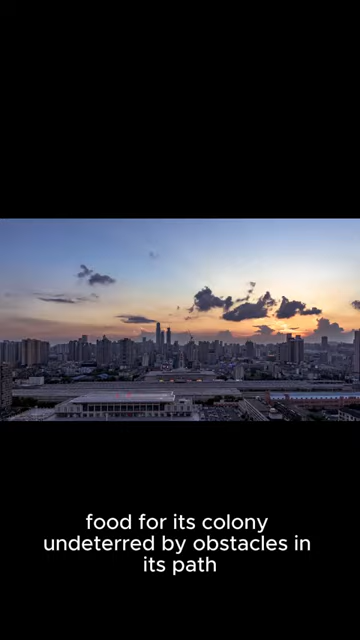 food for its colony
undeterred by obstacles in
its path